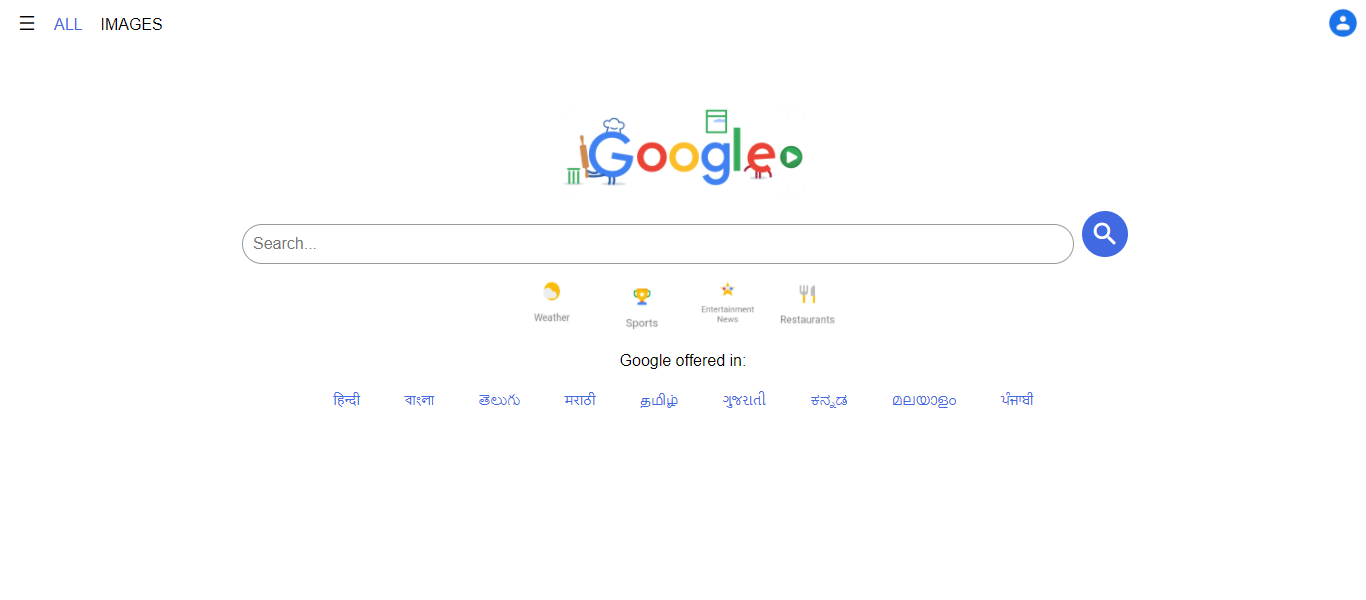 ALL IMAGES
Google
Search...
Weather Sports Entertainment News Restaurants
Google offered in:
हिन्दी বাংলা తెలుగు मराठी தமிழ் ગુજરાતી ಕನ್ನಡ മലയാളം ਪੰਜਾਬੀ